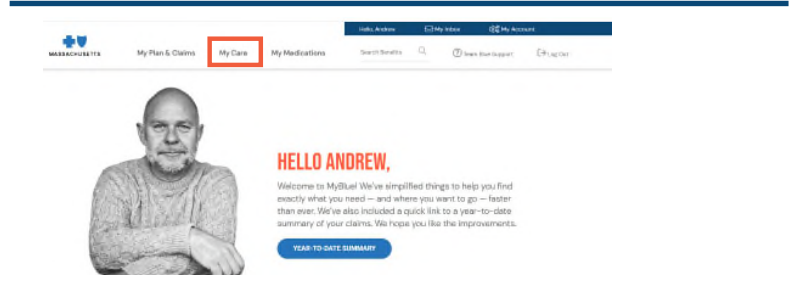 Hello, Andrew My Inbox My Account
MASSACHUSETTS My Plan & Claims My Care My Medications Search Benefits Team Blue Support Log Out
HELLO ANDREW,
Welcome to MyBlue! We've simplified things to help you find
exactly what you need — and where you want to go — faster
than ever. We've also included a quick link to a year-to-date
summary of your claims. We hope you like the improvements.
YEAR-TO-DATE SUMMARY